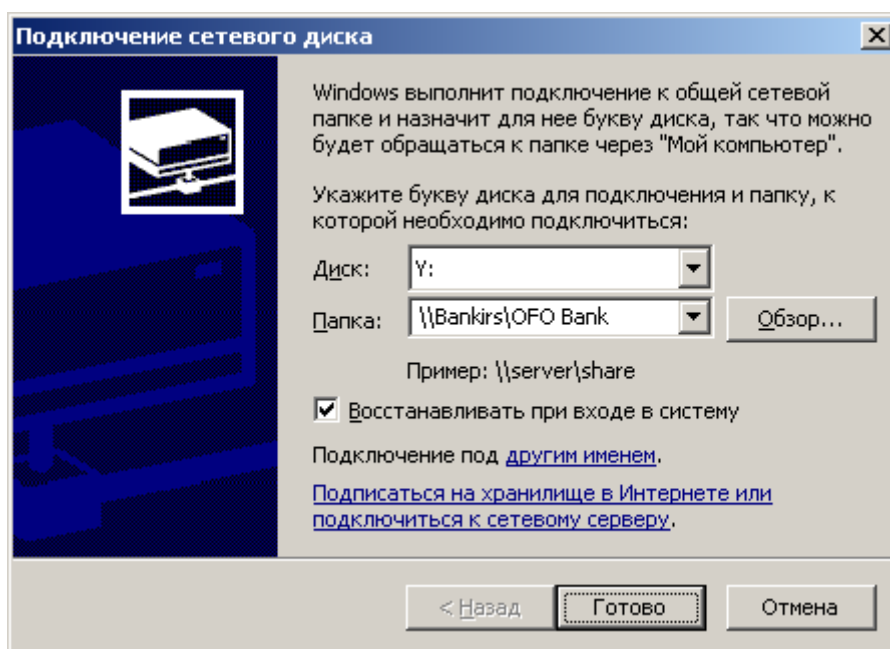 Подключение сетевого диска
Windows выполнит подключение к общей сетевой
папке и назначит для нее букву диска, так что можно
будет обращаться к папке через "Мой компьютер".
Укажите букву диска для подключения и папку, к
которой необходимо подключиться:
Диск: Y:
Папка: \\Bankirs\OFO Bank Обзор...
Пример: \\server\share
Восстанавливать при входе в систему
Подключение под другим именем.
Подписаться на хранилище в Интернете или
подключиться к сетевому серверу.
< Назад Готово Отмена